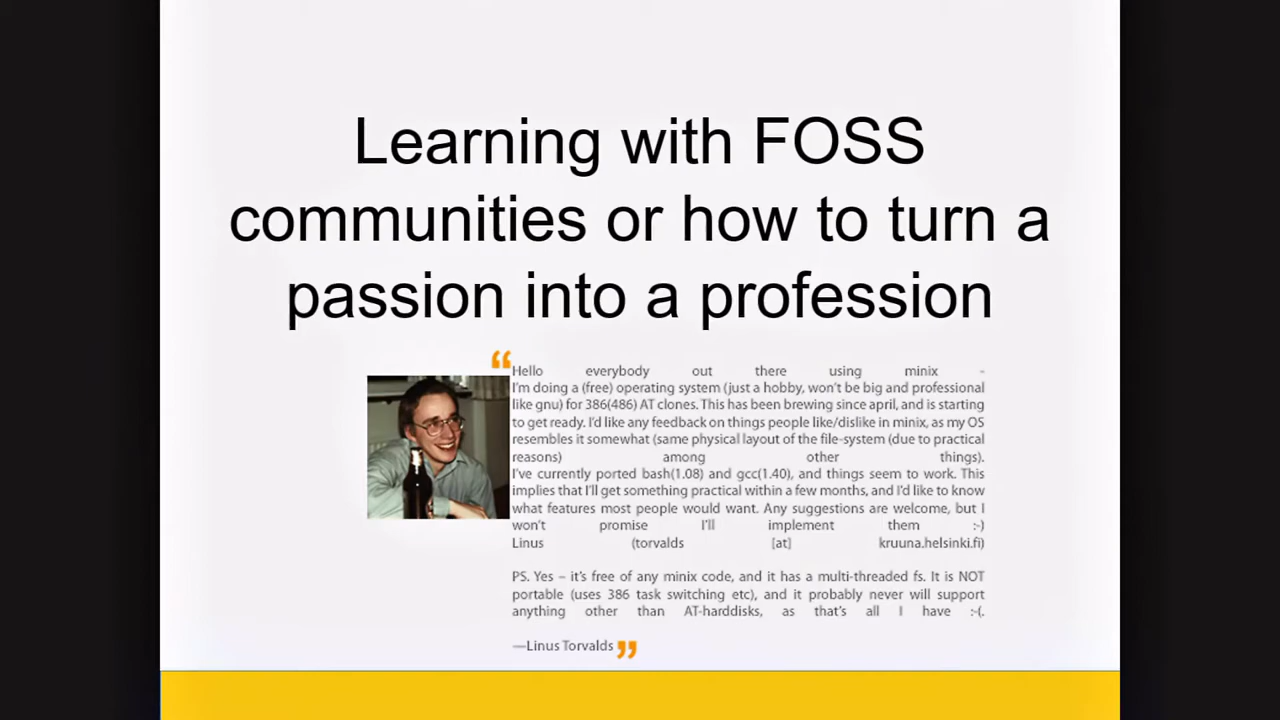 Learning with FOSS
communities or how to turn a
passion into a profession
“
Hello everybody out there using minix -
I'm doing a (free) operating system (just a hobby, won't be big and professional
like gnu) for 386(486) AT clones. This has been brewing since april, and is starting
to get ready. I'd like any feedback on things people like/dislike in minix, as my OS
resembles it somewhat (same physical layout of the file-system (due to practical
reasons) among other things).
I've currently ported bash(1.08) and gcc(1.40), and things seem to work. This
implies that I'll get something practical within a few months, and I'd like to know
what features most people would want. Any suggestions are welcome, but I
won't promise I'll implement them :-)
Linus (torvalds [at] kruuna.helsinki.fi)
PS. Yes – it's free of any minix code, and it has a multi-threaded fs. It is NOT
portable (uses 386 task switching etc), and it probably never will support
anything other than AT-harddisks, as that's all I have :-(.
—Linus Torvalds ”